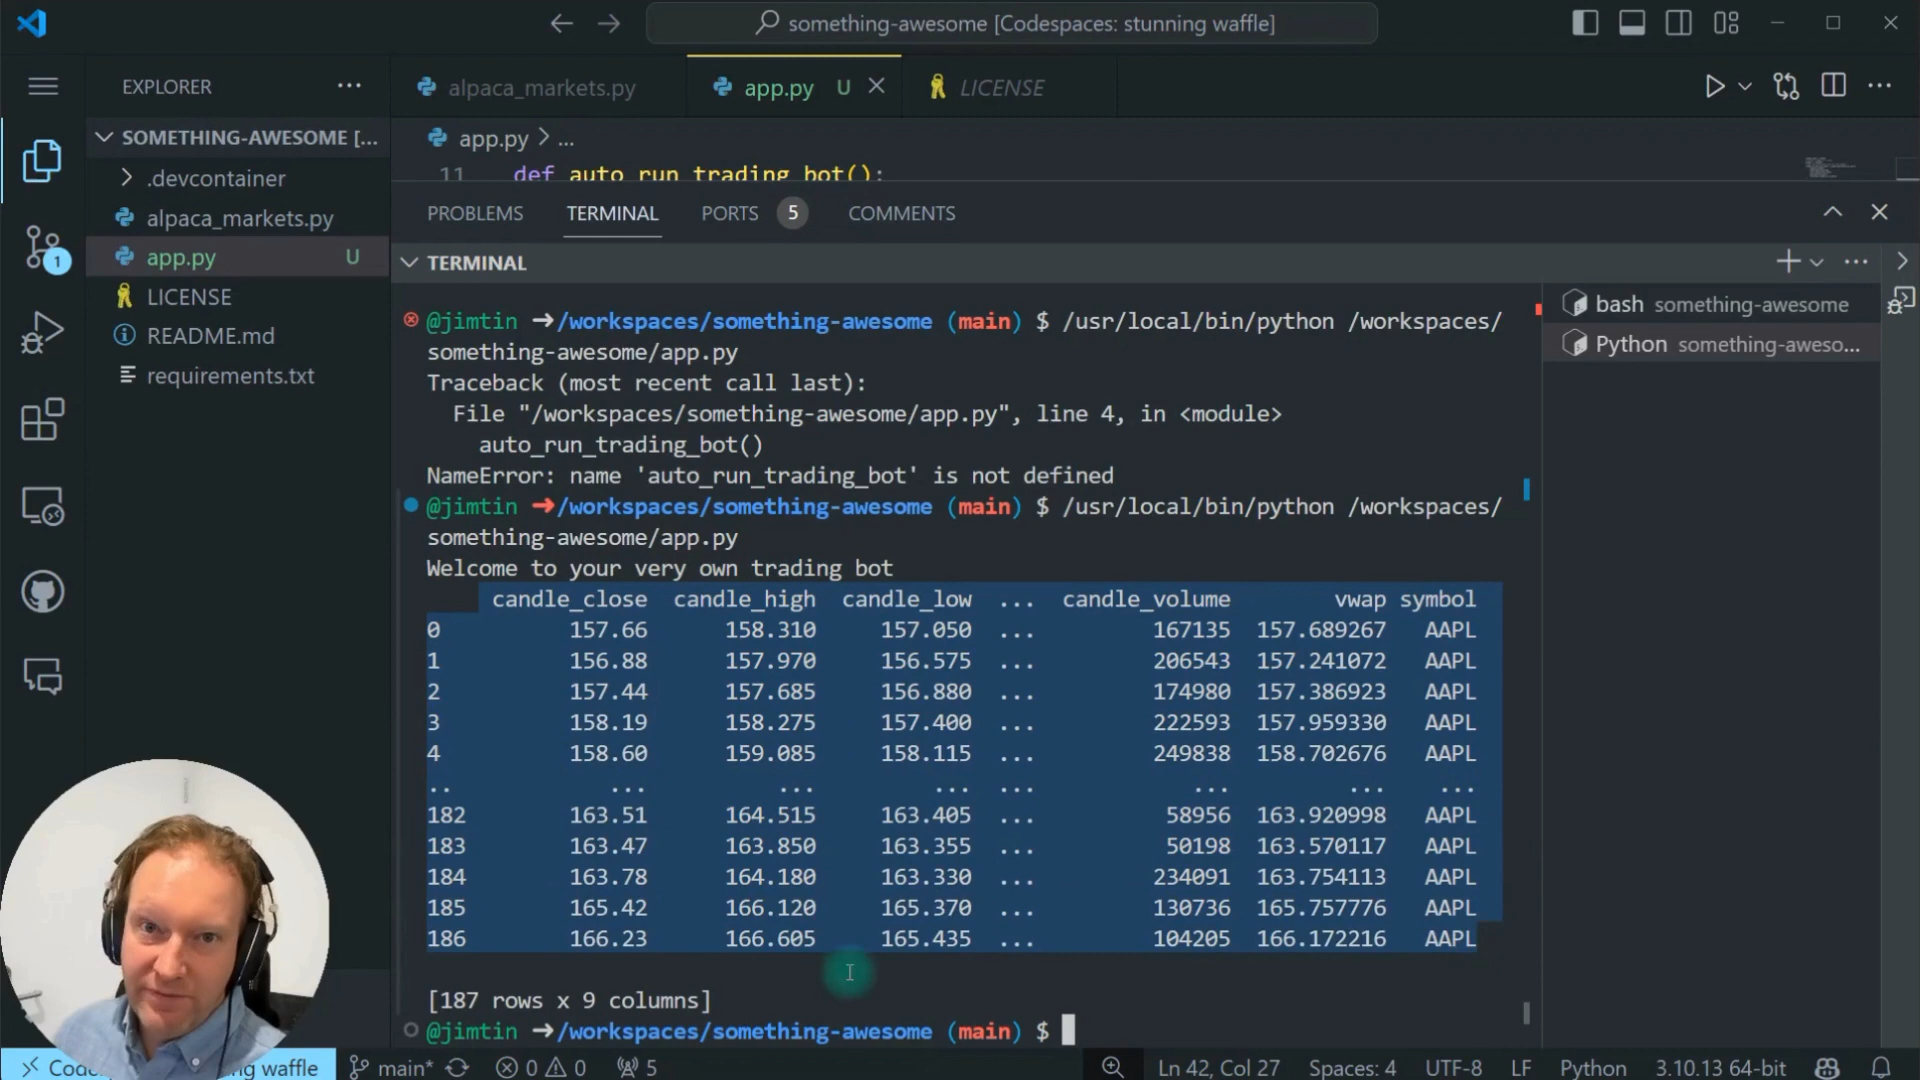 something-awesome [Codespaces: stunning waffle]
EXPLORER
alpaca_markets.py
app.py U
LICENSE
SOMETHING-AWESOME [...
.devcontainer
alpaca_markets.py
app.py U
LICENSE
README.md
requirements.txt
1
app.py > ...
11 def auto_run_trading_bot():
PROBLEMS TERMINAL PORTS 5 COMMENTS
TERMINAL
@jimtin ➜/workspaces/something-awesome (main) $ /usr/local/bin/python /workspaces/
something-awesome/app.py
Traceback (most recent call last):
File "/workspaces/something-awesome/app.py", line 4, in <module>
auto_run_trading_bot()
NameError: name 'auto_run_trading_bot' is not defined
@jimtin ➜/workspaces/something-awesome (main) $ /usr/local/bin/python /workspaces/
something-awesome/app.py
Welcome to your very own trading bot
candle_close candle_high candle_low ... candle_volume vwap symbol
0 157.66 158.310 157.050 ... 167135 157.689267 AAPL
1 156.88 157.970 156.575 ... 206543 157.241072 AAPL
2 157.44 157.685 156.880 ... 174980 157.386923 AAPL
3 158.19 158.275 157.400 ... 222593 157.959330 AAPL
4 158.60 159.085 158.115 ... 249838 158.702676 AAPL
.. ... ... ... ... ... ... ...
182 163.51 164.515 163.405 ... 58956 163.920998 AAPL
183 163.47 163.850 163.355 ... 50198 163.570117 AAPL
184 163.78 164.180 163.330 ... 234091 163.754113 AAPL
185 165.42 166.120 165.370 ... 130736 165.757776 AAPL
186 166.23 166.605 165.435 ... 104205 166.172216 AAPL
[187 rows x 9 columns]
@jimtin ➜/workspaces/something-awesome (main) $
bash something-awesome
Python something-aweso...
waffle main* 0 0 5 Ln 42, Col 27 Spaces: 4 UTF-8 LF Python 3.10.13 64-bit